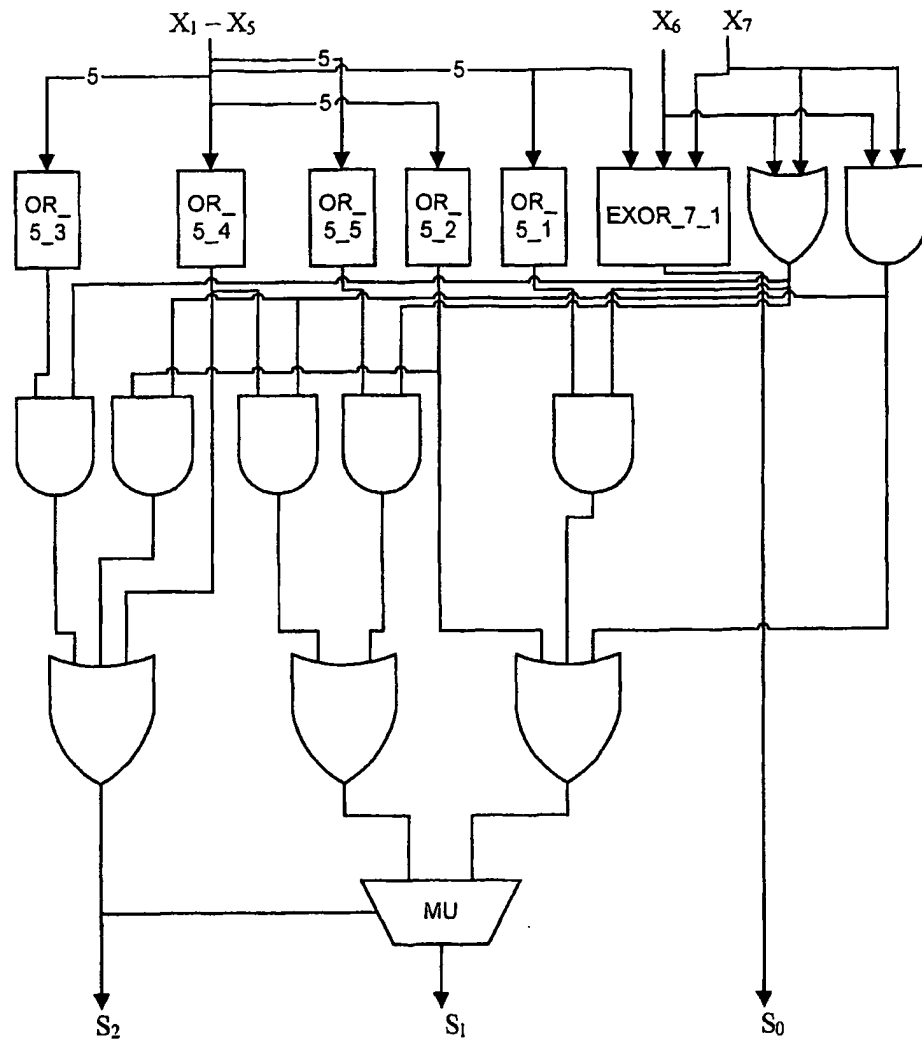 X₁ – X₅
X₆
X₇
5
5
5
5
OR_
5_3
OR_
5_4
OR_
5_5
OR_
5_2
OR_
5_1
EXOR_7_1
MU
S₂
S₁
S₀